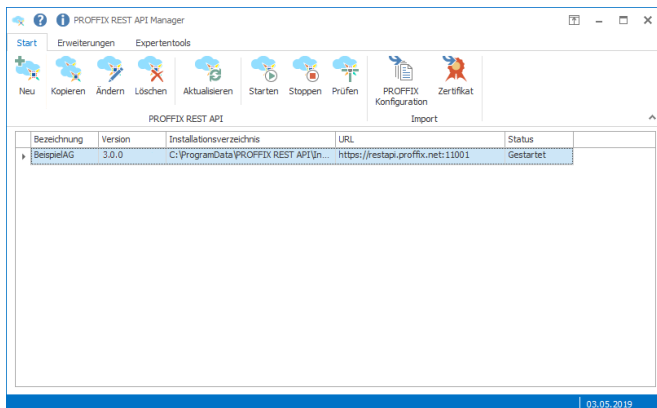 PROFFIX REST API Manager
Start Erweiterungen Expertentools
Neu Kopieren Ändern Löschen Aktualisieren Starten Stoppen Prüfen PROFFIX Konfiguration Zertifikat
PROFFIX REST API Import
Bezeichnung Version Installationsverzeichnis URL Status
BeispielAG 3.0.0 C:\ProgramData\PROFFIX REST API\In... https://restapi.proffix.net:11001 Gestartet
03.05.2019